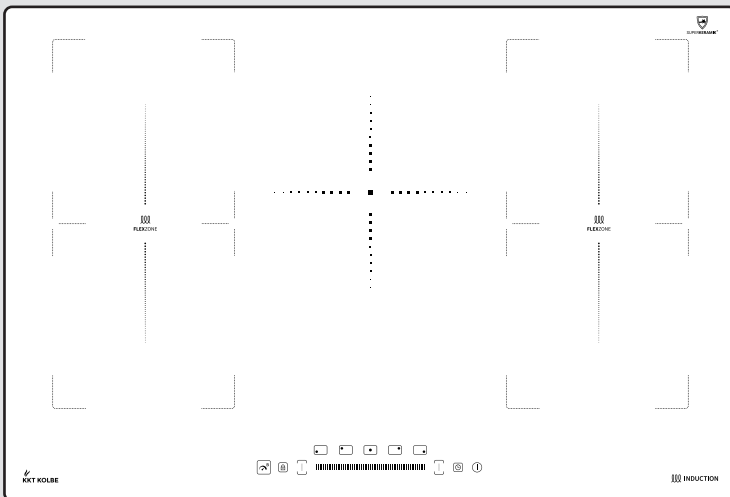 SUPERKERAMIK
FLEXZONE
FLEXZONE
KKT KOLBE
INDUCTION